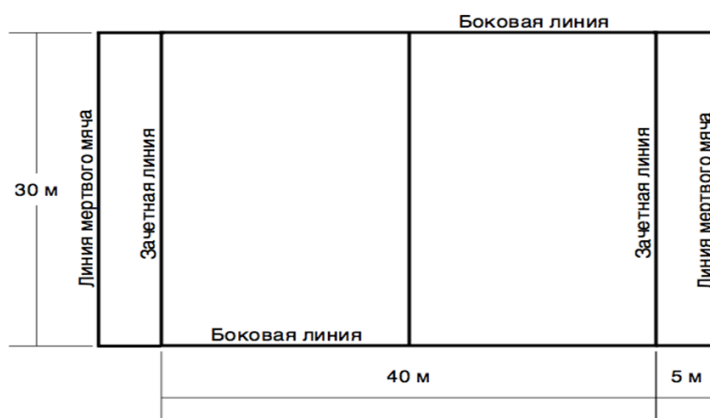 Боковая линия
Линия мертвого мяча
Зачетная линия
30 м
Зачетная линия
Линия мертвого мяча
Боковая линия
40 м
5 м